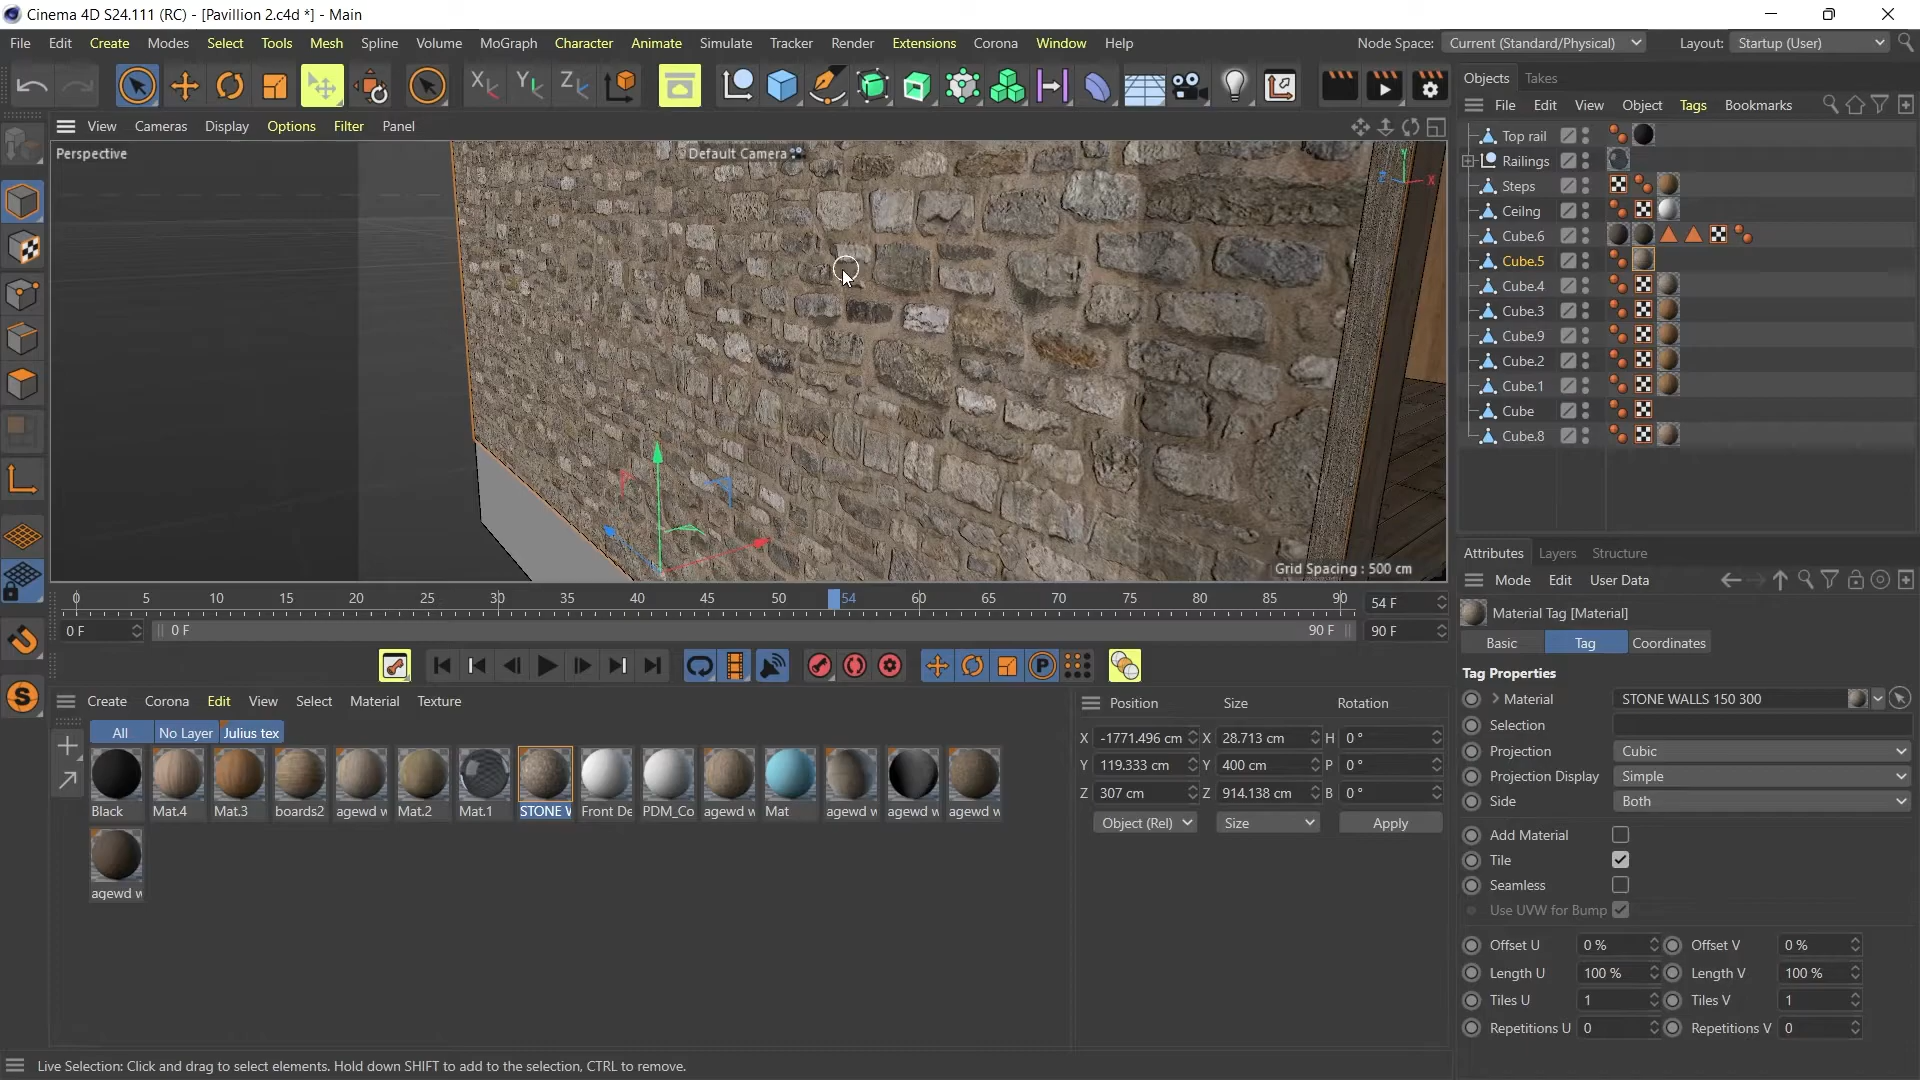 Cinema 4D S24.111 (RC) - [Pavillion 2.c4d *] - Main
File Edit Create Modes Select Tools Mesh Spline Volume MoGraph Character Animate Simulate Tracker Render Extensions Corona Window Help
Node Space: Current (Standard/Physical) Layout: Startup (User)
X Y Z
Objects Takes
File Edit View Object Tags Bookmarks
View Cameras Display Options Filter Panel
Perspective
Default Camera
Y
Z X
Grid Spacing : 500 cm
Top rail
Railings
Steps
Ceilng
Cube.6
Cube.5
Cube.4
Cube.3
Cube.9
Cube.2
Cube.1
Cube
Cube.8
0 5 10 15 20 25 30 35 40 45 50 54 60 65 70 75 80 85 90 54 F
0 F 0 F 90 F 90 F
P
S
Create Corona Edit View Select Material Texture
All No Layer Julius tex
Black Mat.4 Mat.3 boards2 agewd w Mat.2 Mat.1 STONE V Front De PDM_Co agewd w Mat agewd w agewd w agewd w
agewd w
Position Size Rotation
X -1771.496 cm X 28.713 cm H 0 °
Y 119.333 cm Y 400 cm P 0 °
Z 307 cm Z 914.138 cm B 0 °
Object (Rel) Size Apply
Attributes Layers Structure
Mode Edit User Data
Material Tag [Material]
Basic Tag Coordinates
Tag Properties
Material STONE WALLS 150 300
Selection
Projection Cubic
Projection Display Simple
Side Both
Add Material
Tile
Seamless
Use UVW for Bump
Offset U 0 % Offset V 0 %
Length U 100 % Length V 100 %
Tiles U 1 Tiles V 1
Repetitions U 0 Repetitions V 0
Live Selection: Click and drag to select elements. Hold down SHIFT to add to the selection, CTRL to remove.